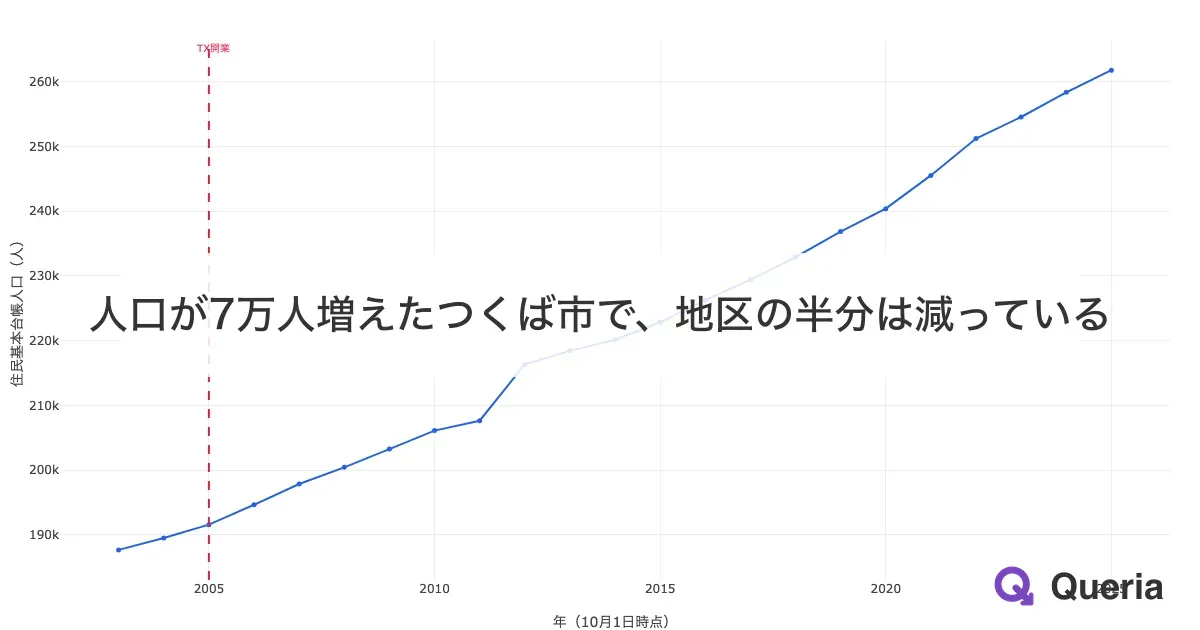 TX開業
260k
250k
240k
230k
220k
210k
200k
190k
住民基本台帳人口（人）
人口が7万人増えたつくば市で、地区の半分は減っている
2005
2010
2015
2020
2025
Queria
年（10月1日時点）